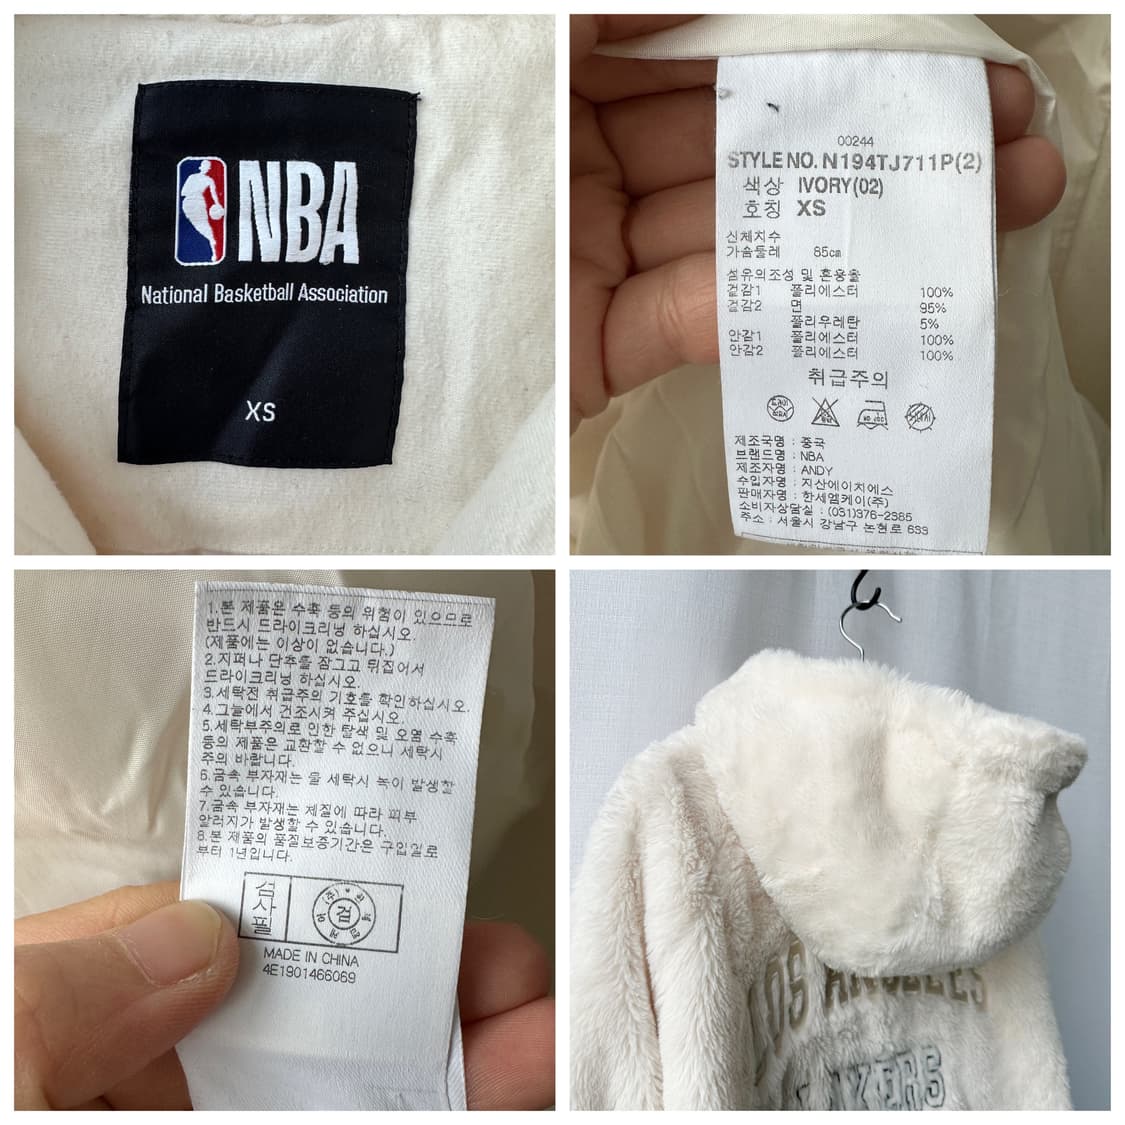 NBA
National Basketball Association
XS
00244
STYLE NO. N194TJ711P(2)
색상 IVORY(02)
호칭 XS
신체치수
가슴둘레 85cm
섬유의조성 및 혼용율
겉감1 폴리에스터 100%
겉감2 면 95%
폴리우레탄 5%
안감1 폴리에스터 100%
안감2 폴리에스터 100%
취급주의
제조국명 : 중국
브랜드명 : NBA
제조자명 : ANDY
수입자명 : 지산에이치에스
판매자명 : 한세엠케이(주)
소비자상담실 : (031)376-2385
주소 : 서울시 강남구 논현로 633
1.본 제품은 수축 등의 위험이 있으므로
반드시 드라이크리닝 하십시오.
(제품에는 이상이 없습니다.)
2.지퍼나 단추를 잠그고 뒤집어서
드라이크리닝 하십시오.
3.세탁전 취급주의 기호를 확인하십시오.
4.그늘에서 건조시켜 주십시오.
5.세탁부주의로 인한 탈색 및 오염 수축
등의 제품은 교환할 수 없으니 세탁시
주의 바랍니다.
6.금속 부자재는 물 세탁시 녹이 발생할
수 있습니다.
7.금속 부자재는 제질에 따라 피부
알러지가 발생할 수 있습니다.
8.본 제품의 품질보증기간은 구입일로
부터 1년입니다.
검사필
검
MADE IN CHINA
4E1901466069
LOS ANGELES
LAKERS